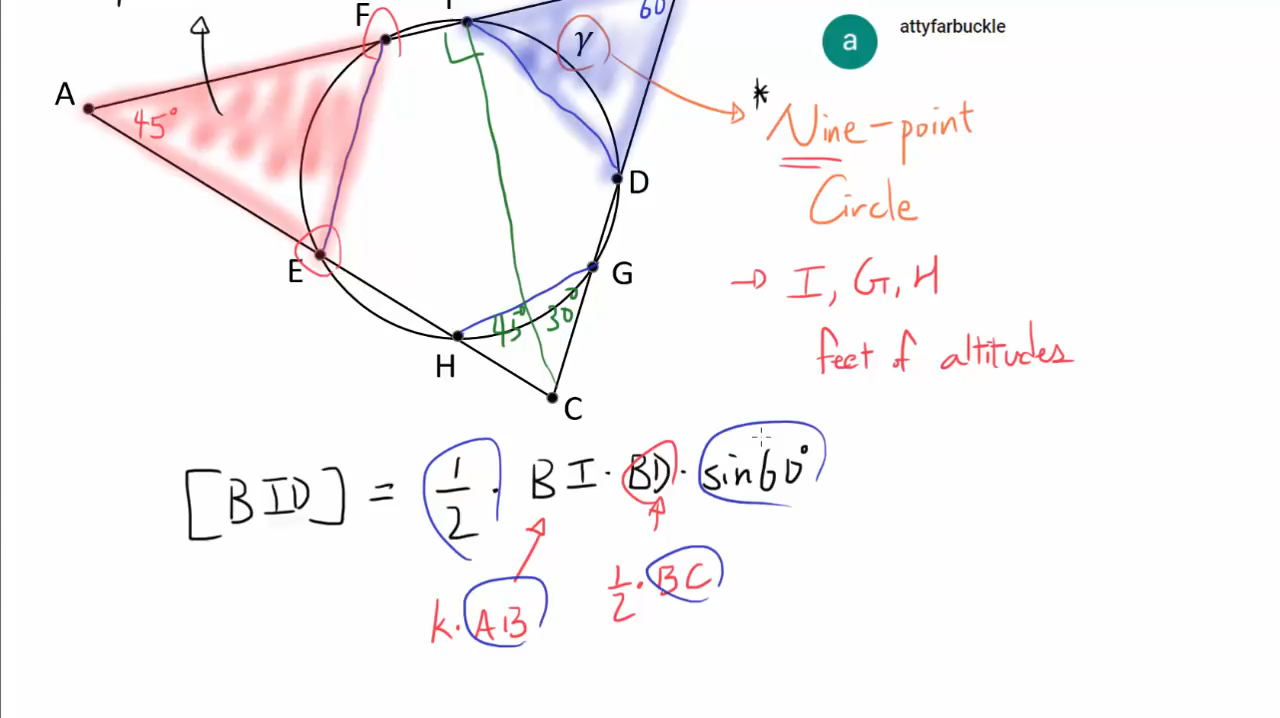 F
60
γ
a
attyfarbuckle
A
45°
*
Nine-point
Circle
D
E
G
→ I, G, H
45°
30°
feet of altitudes
H
C
[BID] = 1/2 · BI · BD · sin60°
k · AB
1/2 · BC